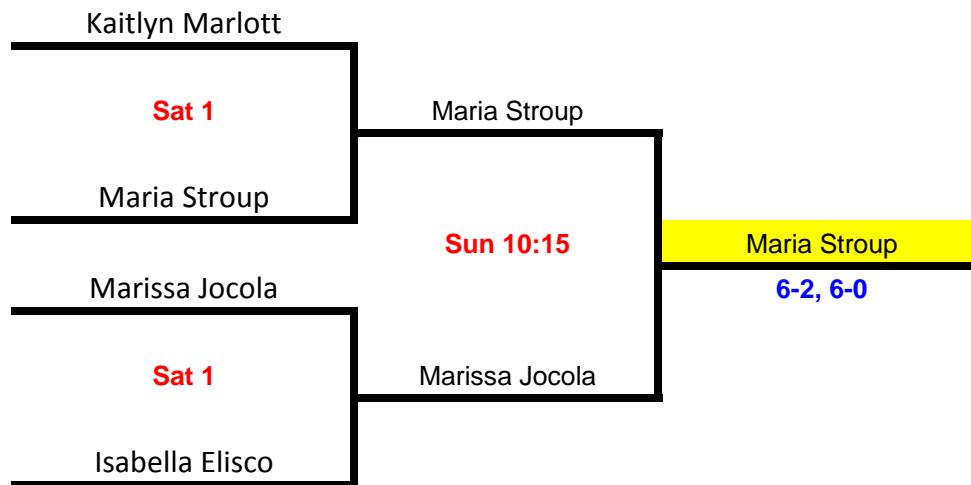 Kaitlyn Marlott
Sat 1
Maria Stroup
Maria Stroup
Sun 10:15
Maria Stroup
6-2, 6-0
Marissa Jocola
Sat 1
Marissa Jocola
Isabella Elisco